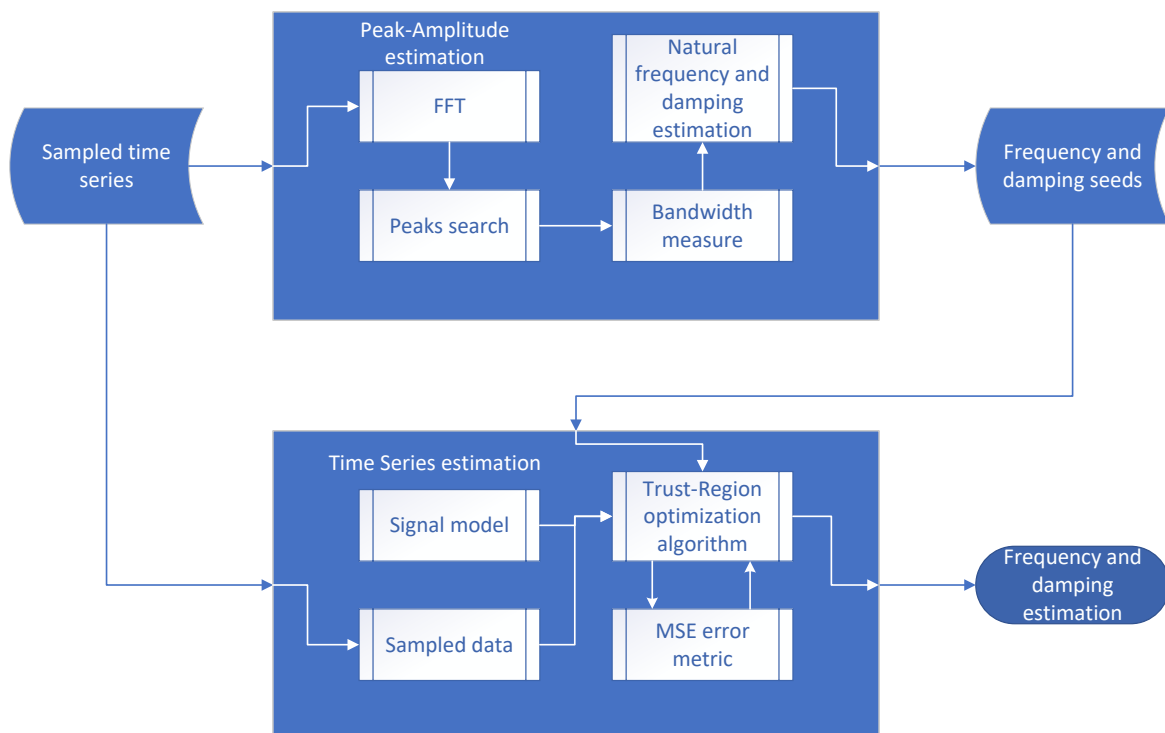 Peak-Amplitude
estimation
FFT
Natural
frequency and
damping
estimation
Sampled time
series
Frequency and
damping seeds
Peaks search
Bandwidth
measure
Time Series estimation
Signal model
Trust-Region
optimization
algorithm
Frequency and
damping
estimation
Sampled data
MSE error
metric